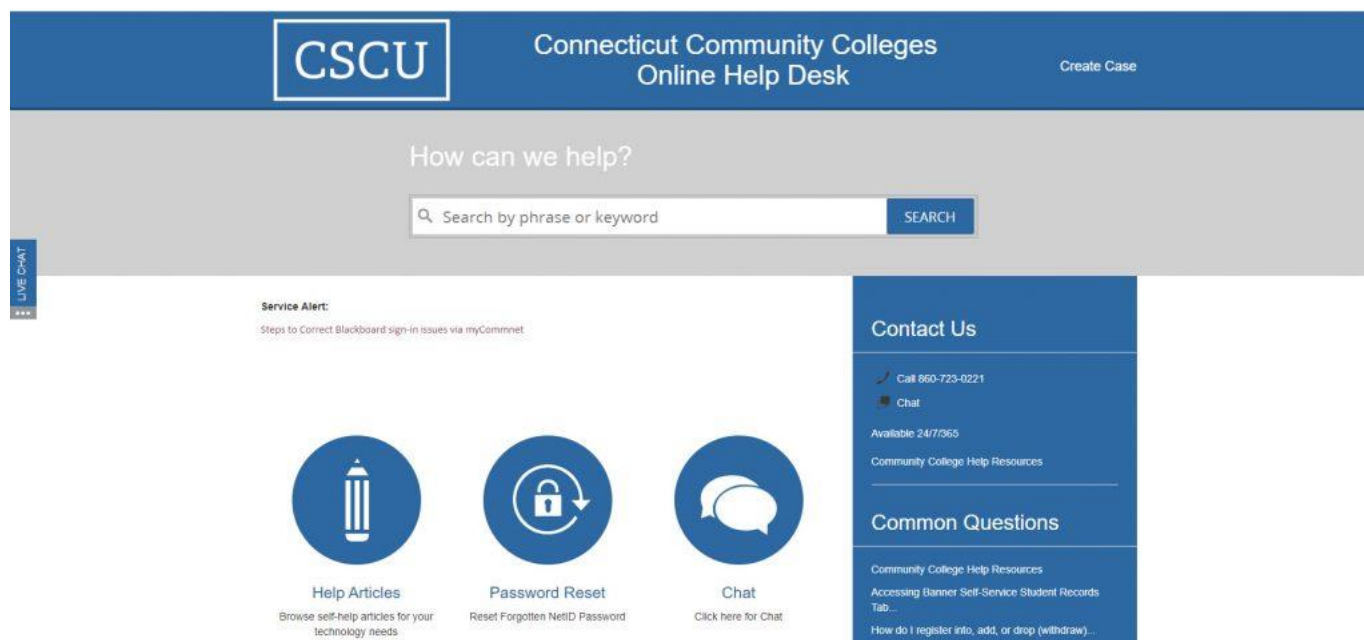 CSCU
Connecticut Community Colleges
Online Help Desk
Create Case
How can we help?
Search by phrase or keyword
SEARCH
LIVE CHAT
Service Alert:
Steps to Correct Blackboard sign-in issues via myCommnet
Help Articles
Browse self-help articles for your
technology needs
Password Reset
Reset Forgotten NetID Password
Chat
Click here for Chat
Contact Us
Call 860-723-0221
Chat
Available 24/7/365
Community College Help Resources
Common Questions
Community College Help Resources
Accessing Banner Self-Service Student Records
Tab...
How do I register into, add, or drop (withdraw)...